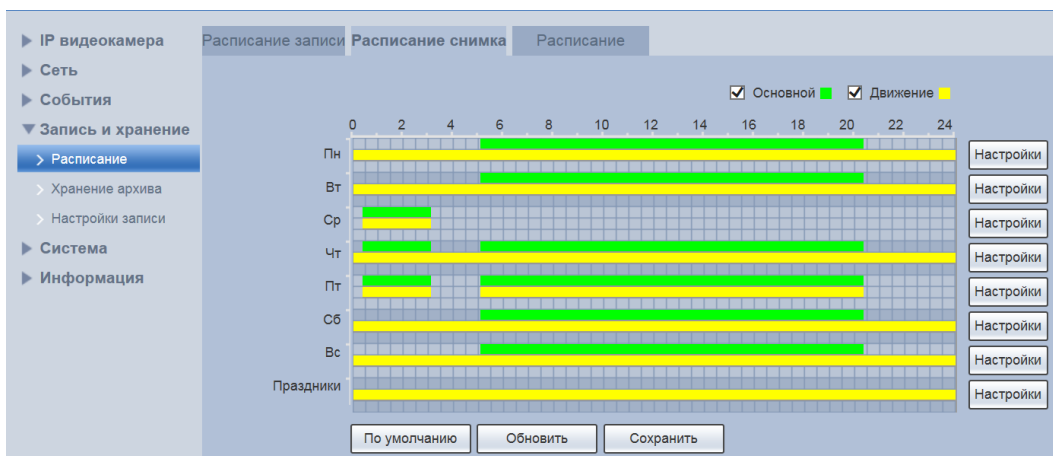 IP видеокамера
Сеть
События
Запись и хранение
Расписание
Хранение архива
Настройки записи
Система
Информация
Расписание записи Расписание снимка Расписание
Основной Движение
0 2 4 6 8 10 12 14 16 18 20 22 24
Пн Настройки
Вт Настройки
Ср Настройки
Чт Настройки
Пт Настройки
Сб Настройки
Вс Настройки
Праздники Настройки
По умолчанию Обновить Сохранить